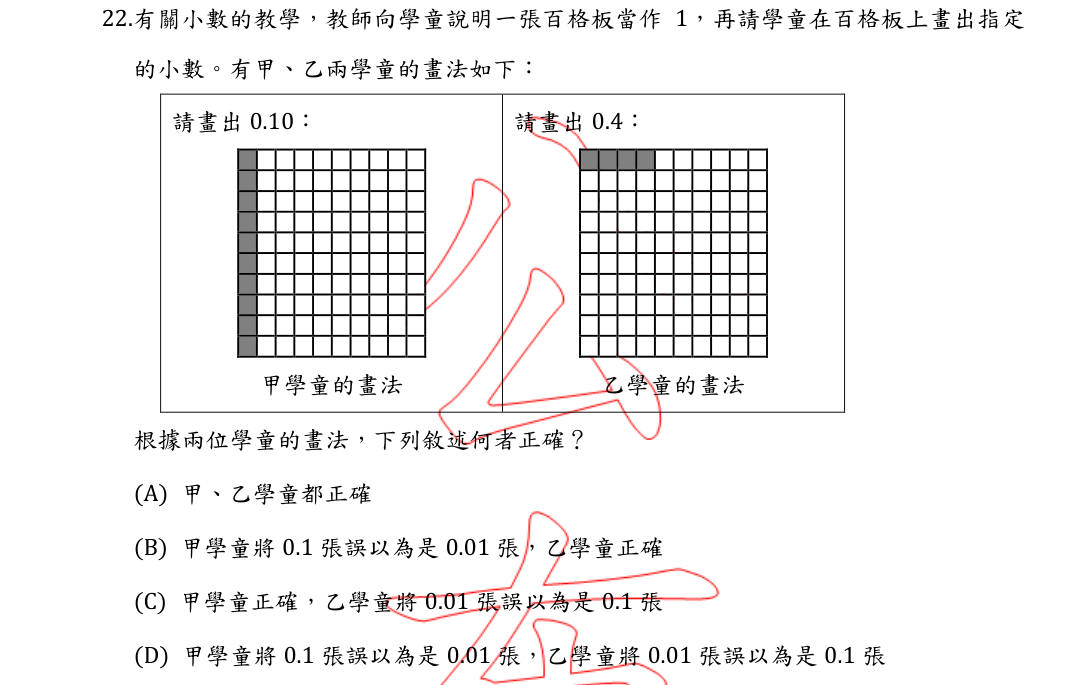 22.有關小數的教學，教師向學童說明一張百格板當作 1，再請學童在百格板上畫出指定
的小數。有甲、乙兩學童的畫法如下：
請畫出 0.10：
請畫出 0.4：
甲學童的畫法
乙學童的畫法
根據兩位學童的畫法，下列敘述何者正確？
(A) 甲、乙學童都正確
(B) 甲學童將 0.1 張誤以為是 0.01 張，乙學童正確
(C) 甲學童正確，乙學童將 0.01 張誤以為是 0.1 張
(D) 甲學童將 0.1 張誤以為是 0.01 張，乙學童將 0.01 張誤以為是 0.1 張